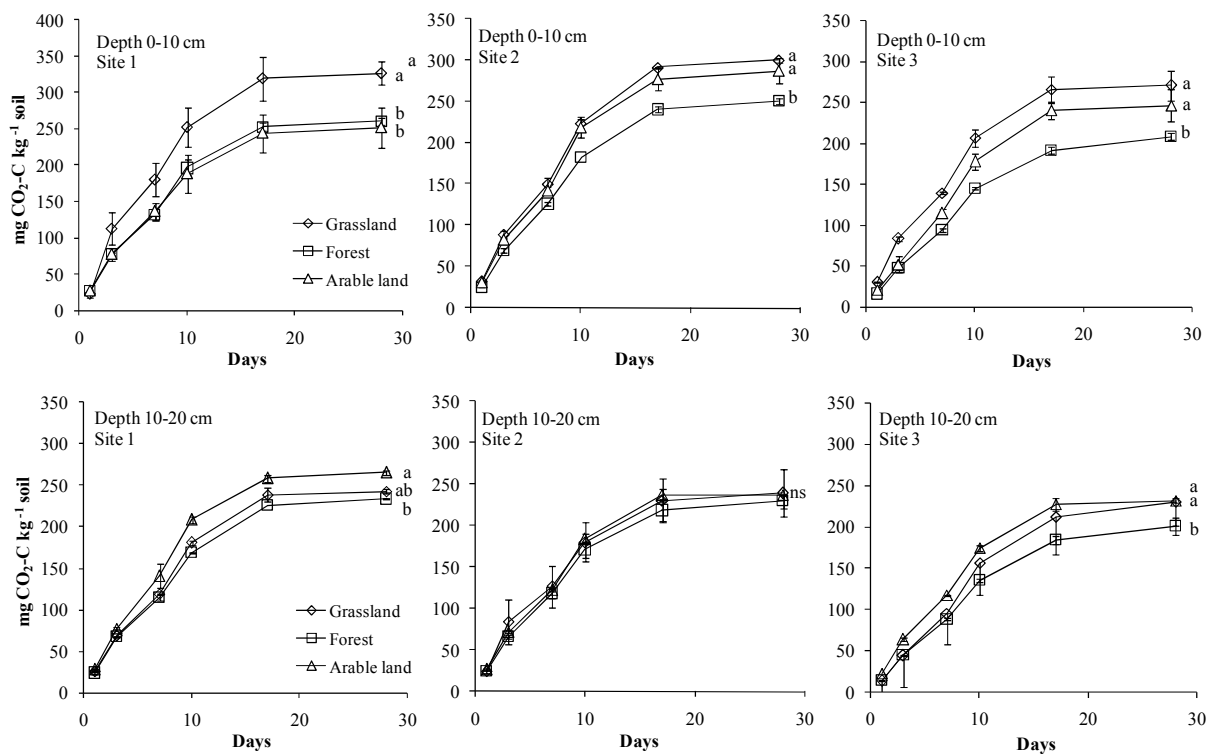 400
350
300
250
200
150
100
50
0
mg CO₂-C kg⁻¹ soil
Depth 0-10 cm
Site 1
a
a
b
b
Grassland
Forest
Arable land
0 10 20 30
Days
350
300
250
200
150
100
50
0
Depth 0-10 cm
Site 2
a
a
b
0 10 20 30
Days
350
300
250
200
150
100
50
0
Depth 0-10 cm
Site 3
a
a
b
0 10 20 30
Days
350
300
250
200
150
100
50
0
mg CO₂-C kg⁻¹ soil
Depth 10-20 cm
Site 1
a
ab
b
Grassland
Forest
Arable land
0 10 20 30
Days
350
300
250
200
150
100
50
0
Depth 10-20 cm
Site 2
ns
0 10 20 30
Days
350
300
250
200
150
100
50
0
Depth 10-20 cm
Site 3
a
a
b
0 10 20 30
Days